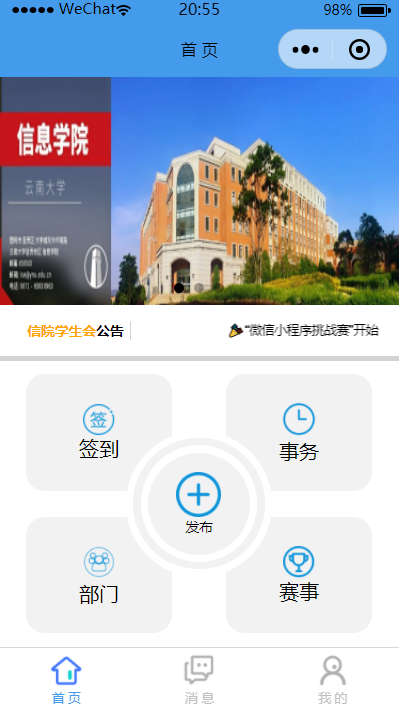 WeChat 20:55 98%
首页
信息学院
云南大学
信院学生会公告 “微信小程序挑战赛”开始
签
签到 事务
发布
部门 赛事
首页 消息 我的